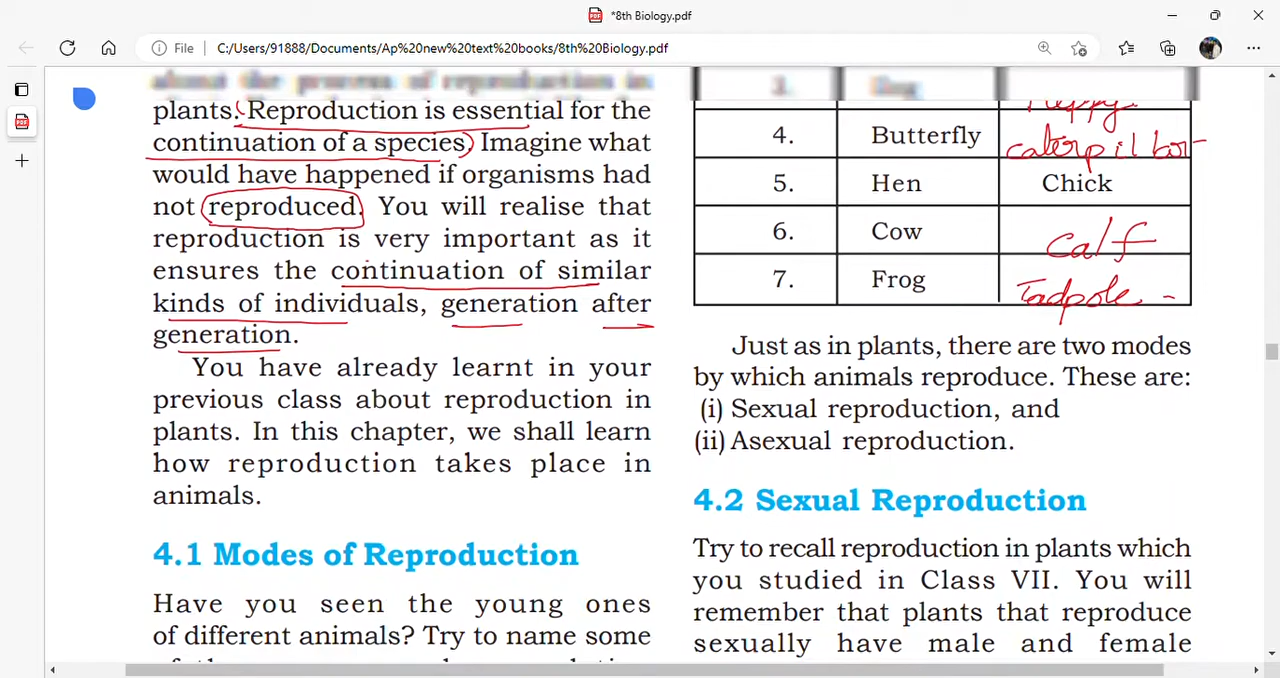 *8th Biology.pdf
File
C:/Users/91888/Documents/Ap%20new%20text%20books/8th%20Biology.pdf
about the process of reproduction in
plants. Reproduction is essential for the
continuation of a species. Imagine what
would have happened if organisms had
not reproduced. You will realise that
reproduction is very important as it
ensures the continuation of similar
kinds of individuals, generation after
generation.
You have already learnt in your
previous class about reproduction in
plants. In this chapter, we shall learn
how reproduction takes place in
animals.
4.1 Modes of Reproduction
Have you seen the young ones
of different animals? Try to name some
3. Dog
4. Butterfly
5. Hen Chick
6. Cow Calf
7. Frog Tadpole
Just as in plants, there are two modes
by which animals reproduce. These are:
(i) Sexual reproduction, and
(ii) Asexual reproduction.
4.2 Sexual Reproduction
Try to recall reproduction in plants which
you studied in Class VII. You will
remember that plants that reproduce
sexually have male and female